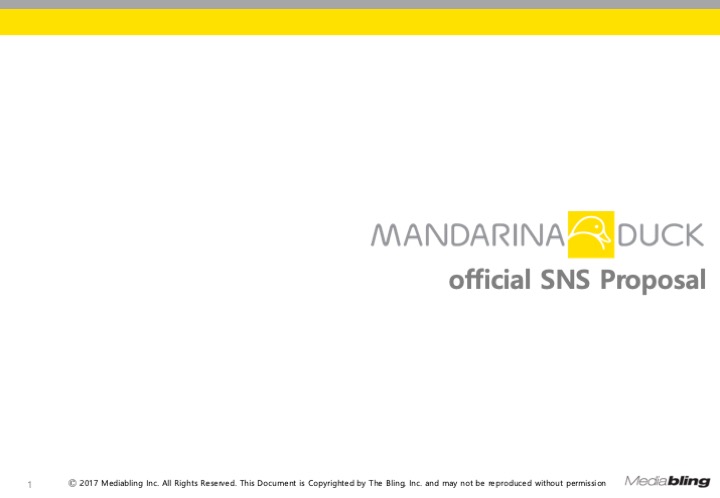 MANDARINA DUCK
official SNS Proposal
1
© 2017 Mediabling Inc. All Rights Reserved. This Document is Copyrighted by The Bling. Inc. and may not be reproduced without permission
Mediabling